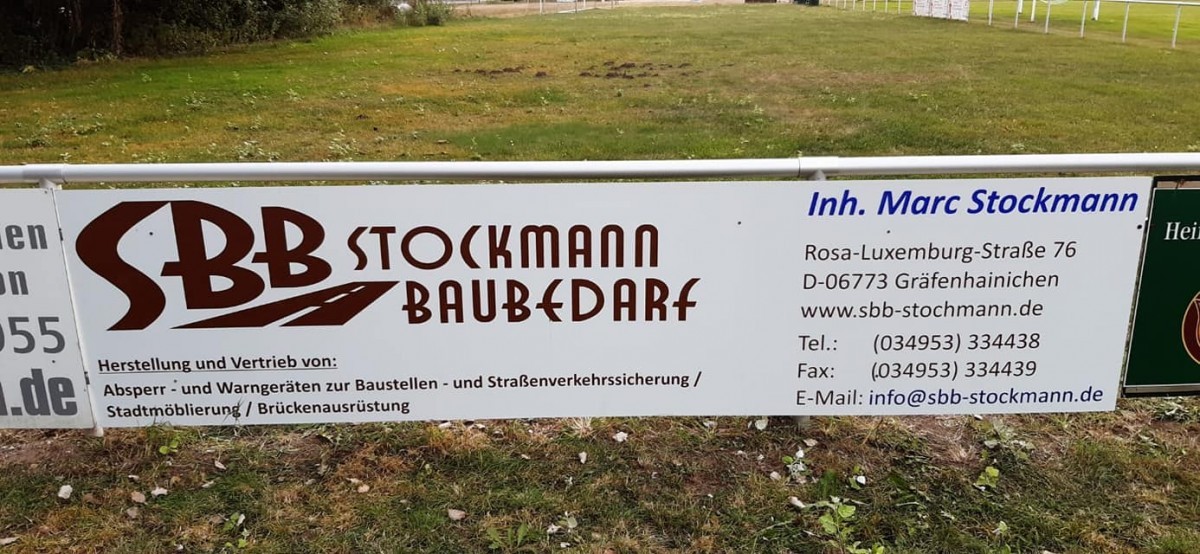 955
.de
SBB STOCKMANN
BAUBEDARF
Herstellung und Vertrieb von:
Absperr - und Warngeräten zur Baustellen - und Straßenverkehrssicherung /
Stadtmöblierung / Brückenausrüstung
Inh. Marc Stockmann
Rosa-Luxemburg-Straße 76
D-06773 Gräfenhainichen
www.sbb-stochmann.de
Tel.: (034953) 334438
Fax: (034953) 334439
E-Mail: info@sbb-stockmann.de